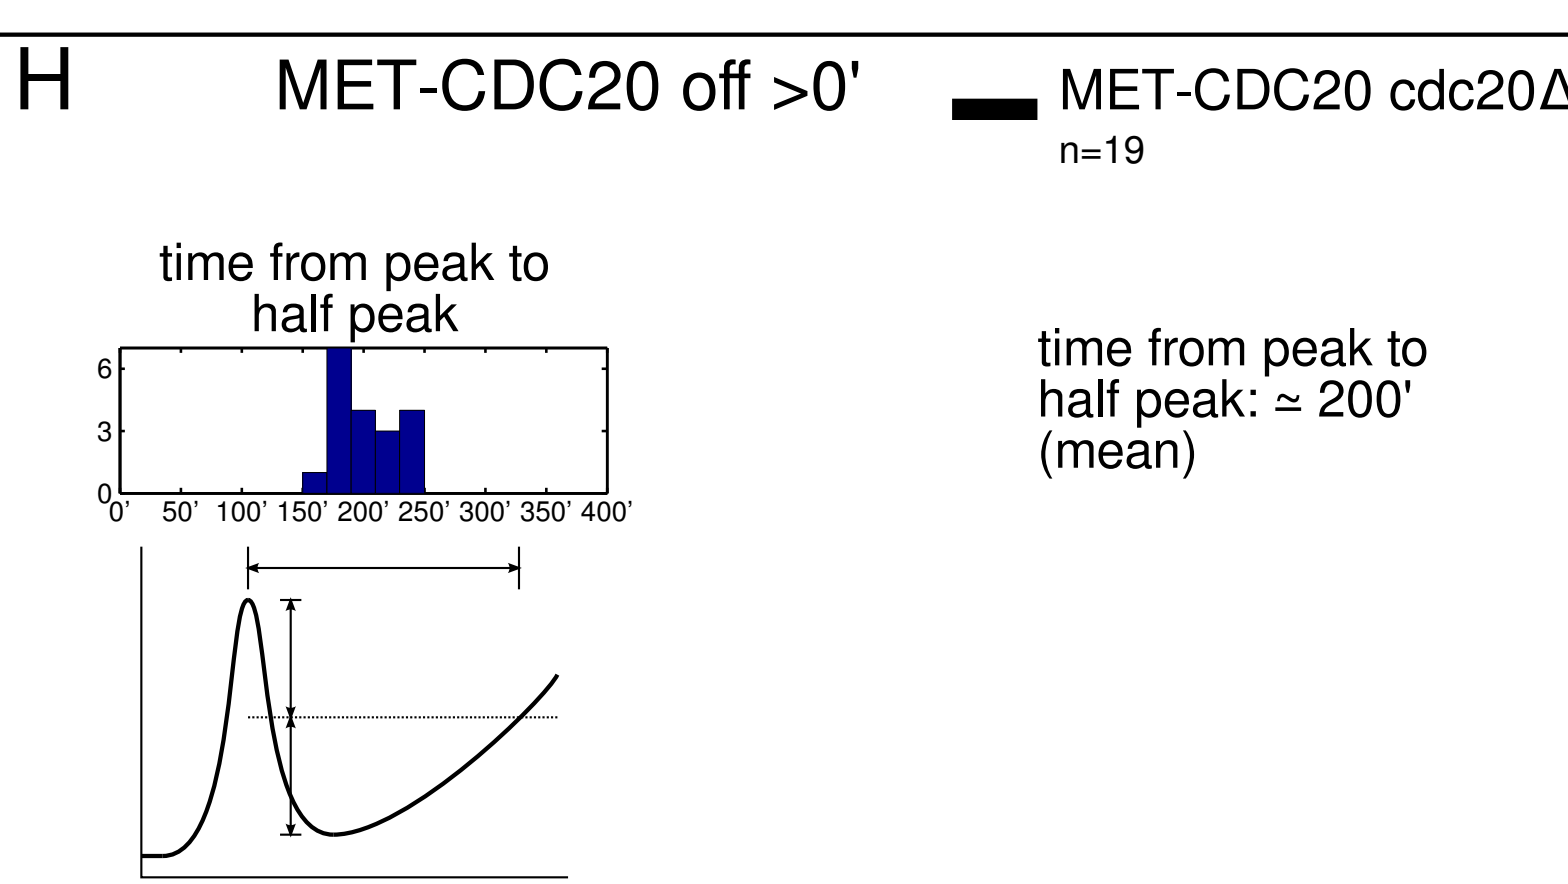 H
MET-CDC20 off >0'
MET-CDC20 cdc20Δ
n=19
time from peak to
half peak
6
3
0
0’ 50’ 100’ 150’ 200’ 250’ 300’ 350’ 400’
time from peak to
half peak: ≃ 200'
(mean)